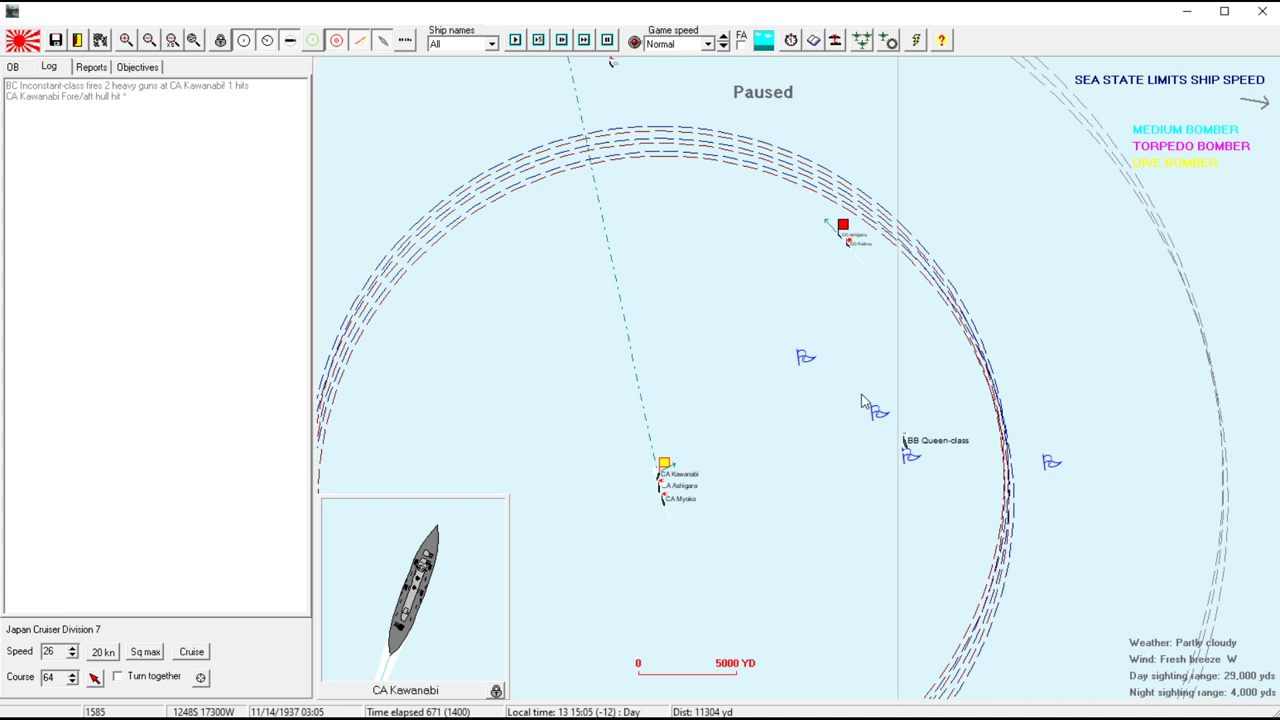 Ship names
All
Game speed
Normal
FA
OB
Log
Reports
Objectives
BC Inconstant-class fires 2 heavy guns at CA Kawanabi! 1 hits
CA Kawanabi Fore/aft hull hit *
CL
Paused
SEA STATE LIMITS SHIP SPEED
MEDIUM BOMBER
TORPEDO BOMBER
DIVE BOMBER
BB Queen-class
CA Kawanabi
CA Ashigara
CA Myoko
0
5000 YD
CA Kawanabi
Weather: Partly cloudy
Wind: Fresh breeze W
Day sighting range: 29,000 yds
Night sighting range: 4,000 yds
Japan Cruiser Division 7
Speed
26
20 kn
Sq max
Cruise
Course
64
Turn together
1585
1248S 17300W
11/14/1937 03:05
Time elapsed 671 (1400)
Local time: 13 15:05 (-12) : Day
Dist: 11304 yd